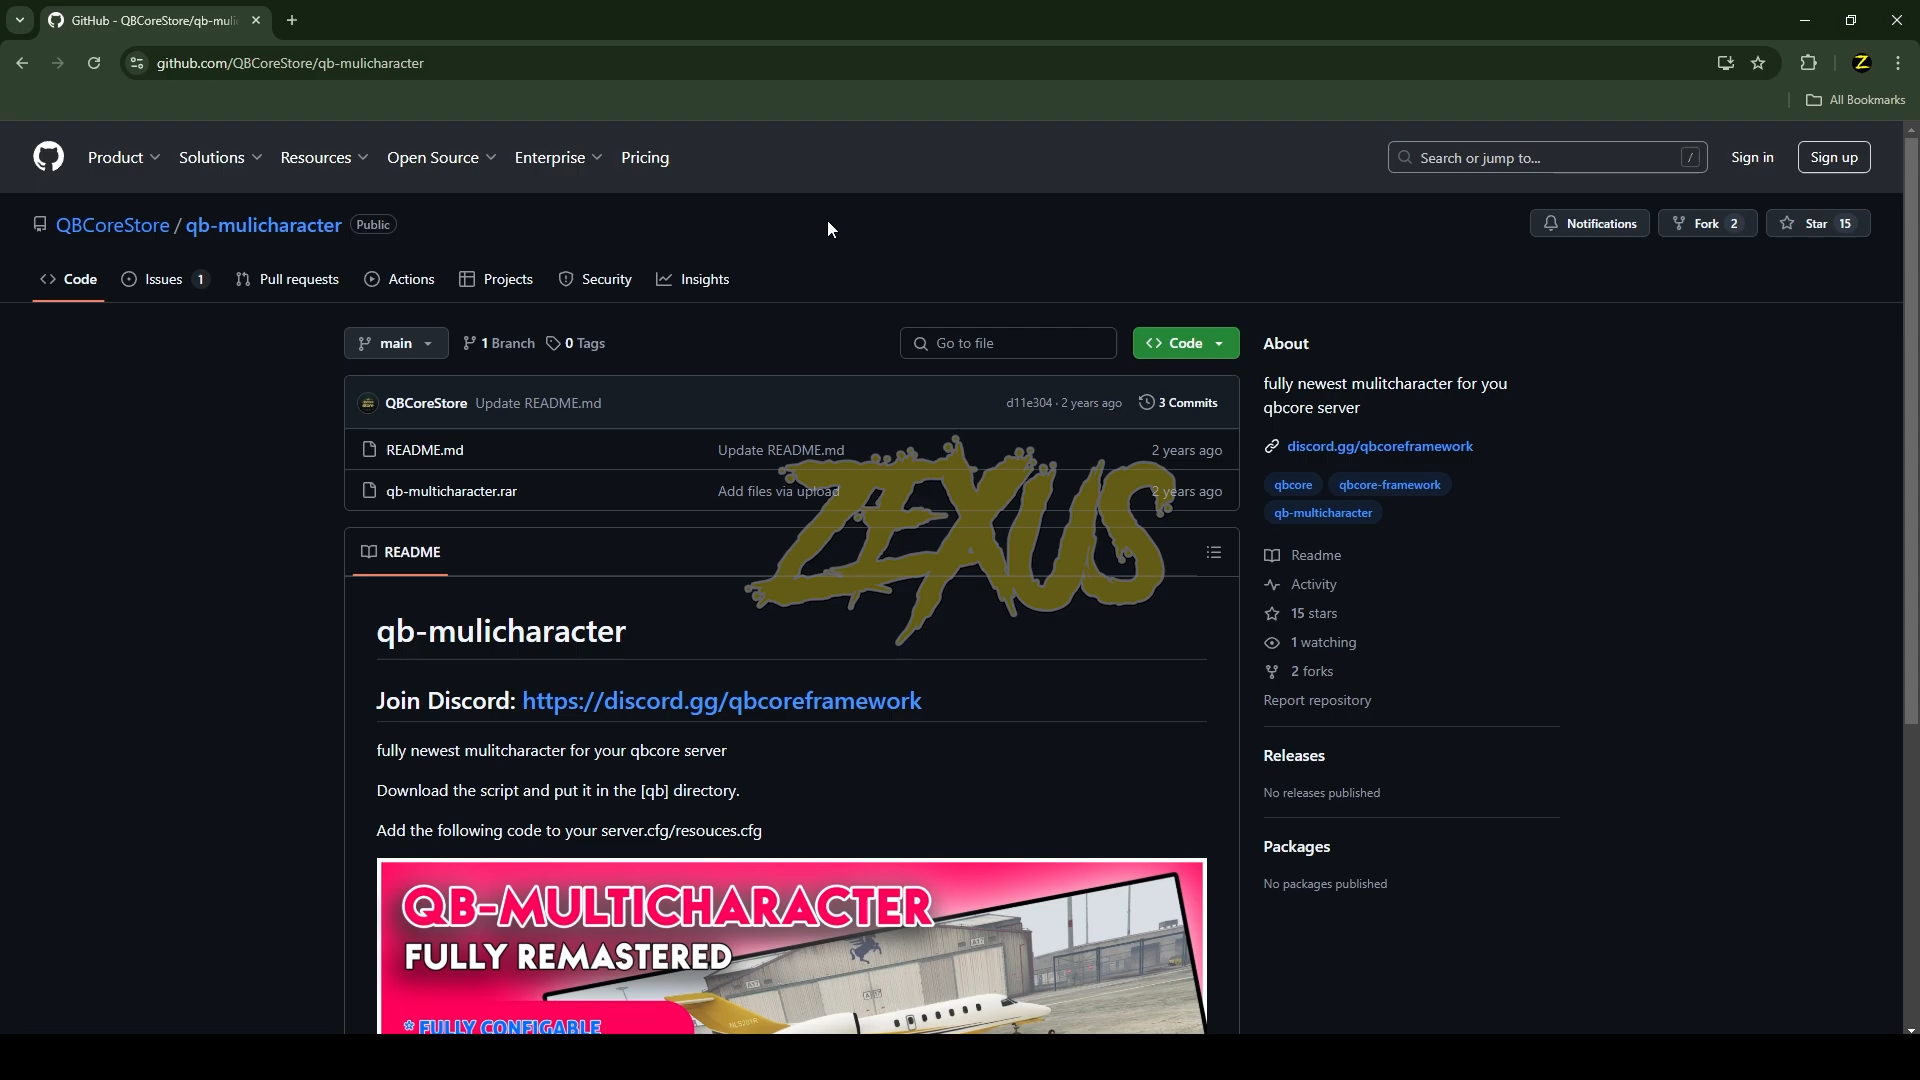 GitHub - QBCoreStore/qb-muli
github.com/QBCoreStore/qb-mulicharacter
Z
All Bookmarks
Product Solutions Resources Open Source Enterprise Pricing
Search or jump to... /
Sign in
Sign up
QBCoreStore / qb-mulicharacter Public
Notifications
Fork 2
Star 15
Code
Issues 1
Pull requests
Actions
Projects
Security
Insights
main
1 Branch
0 Tags
Go to file
Code
QBCoreStore Update README.md d11e304 · 2 years ago 3 Commits
README.md Update README.md 2 years ago
qb-multicharacter.rar Add files via upload 2 years ago
ZEXUS
README
qb-mulicharacter
Join Discord: https://discord.gg/qbcoreframework
fully newest mulitcharacter for your qbcore server
Download the script and put it in the [qb] directory.
Add the following code to your server.cfg/resouces.cfg
QB-MULTICHARACTER
FULLY REMASTERED
* FULLY CONFIGABLE
About
fully newest mulitcharacter for you
qbcore server
discord.gg/qbcoreframework
qbcore qbcore-framework
qb-multicharacter
Readme
Activity
15 stars
1 watching
2 forks
Report repository
Releases
No releases published
Packages
No packages published